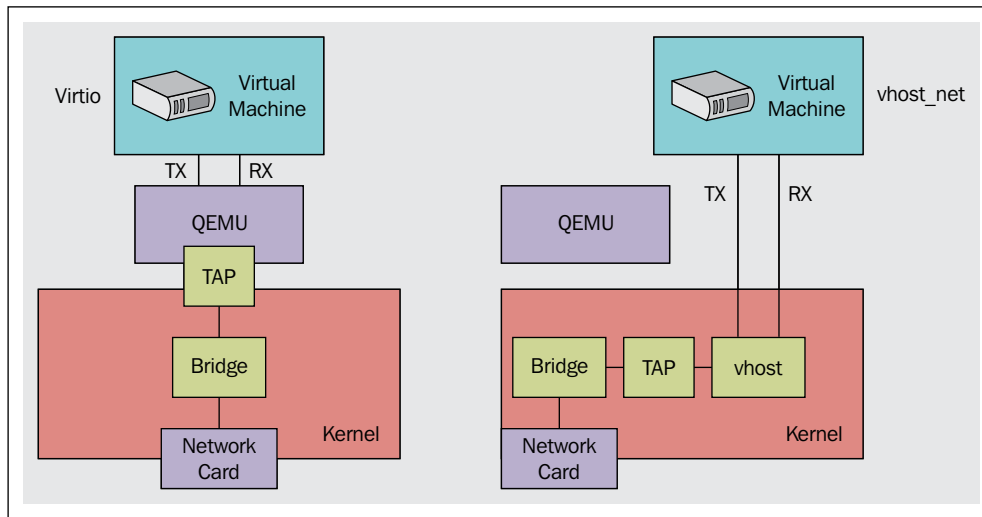 Virtio
Virtual
Machine
TX RX
QEMU
TAP
Bridge
Network
Card
Kernel
Virtual
Machine
vhost_net
TX RX
QEMU
Bridge TAP vhost
Network
Card
Kernel